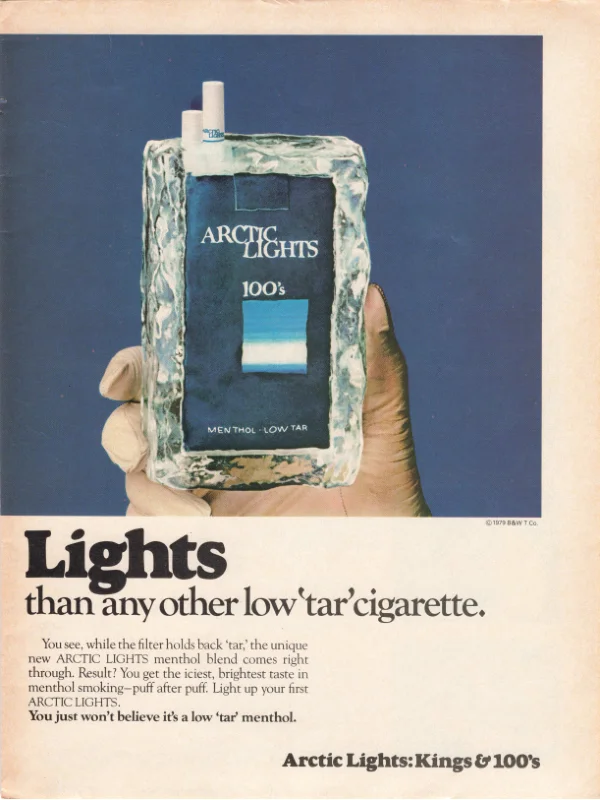 ARCTIC
LIGHTS
100's
MENTHOL · LOW TAR
© 1979 B&W T Co.
Lights
than any other low 'tar' cigarette.
You see, while the filter holds back 'tar,' the unique
new ARCTIC LIGHTS menthol blend comes right
through. Result? You get the iciest, brightest taste in
menthol smoking—puff after puff. Light up your first
ARCTIC LIGHTS.
You just won't believe it's a low 'tar' menthol.
Arctic Lights: Kings & 100's